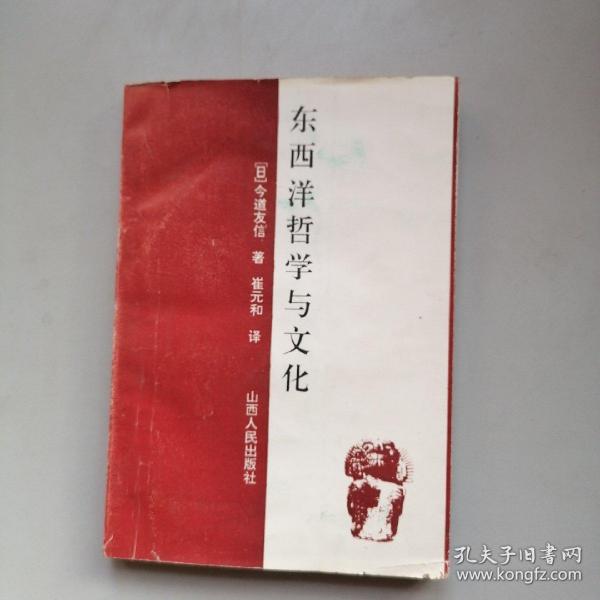 东西洋哲学与文化
[日]今道友信 著 崔元和 译
山西人民出版社
孔夫子旧书网
www.kongfz.com